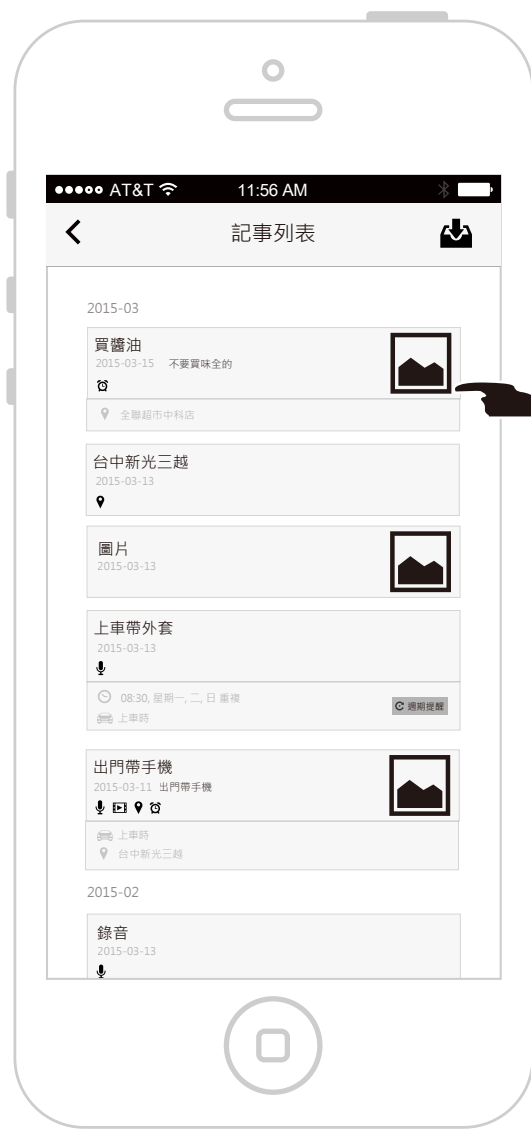 AT&T 11:56 AM
記事列表
2015-03
買醬油
2015-03-15 不要買味全的
全聯超市中科店
台中新光三越
2015-03-13
圖片
2015-03-13
上車帶外套
2015-03-13
08:30, 星期一, 二, 日 重複
週期提醒
上車時
出門帶手機
2015-03-11 出門帶手機
上車時
台中新光三越
2015-02
錄音
2015-03-13